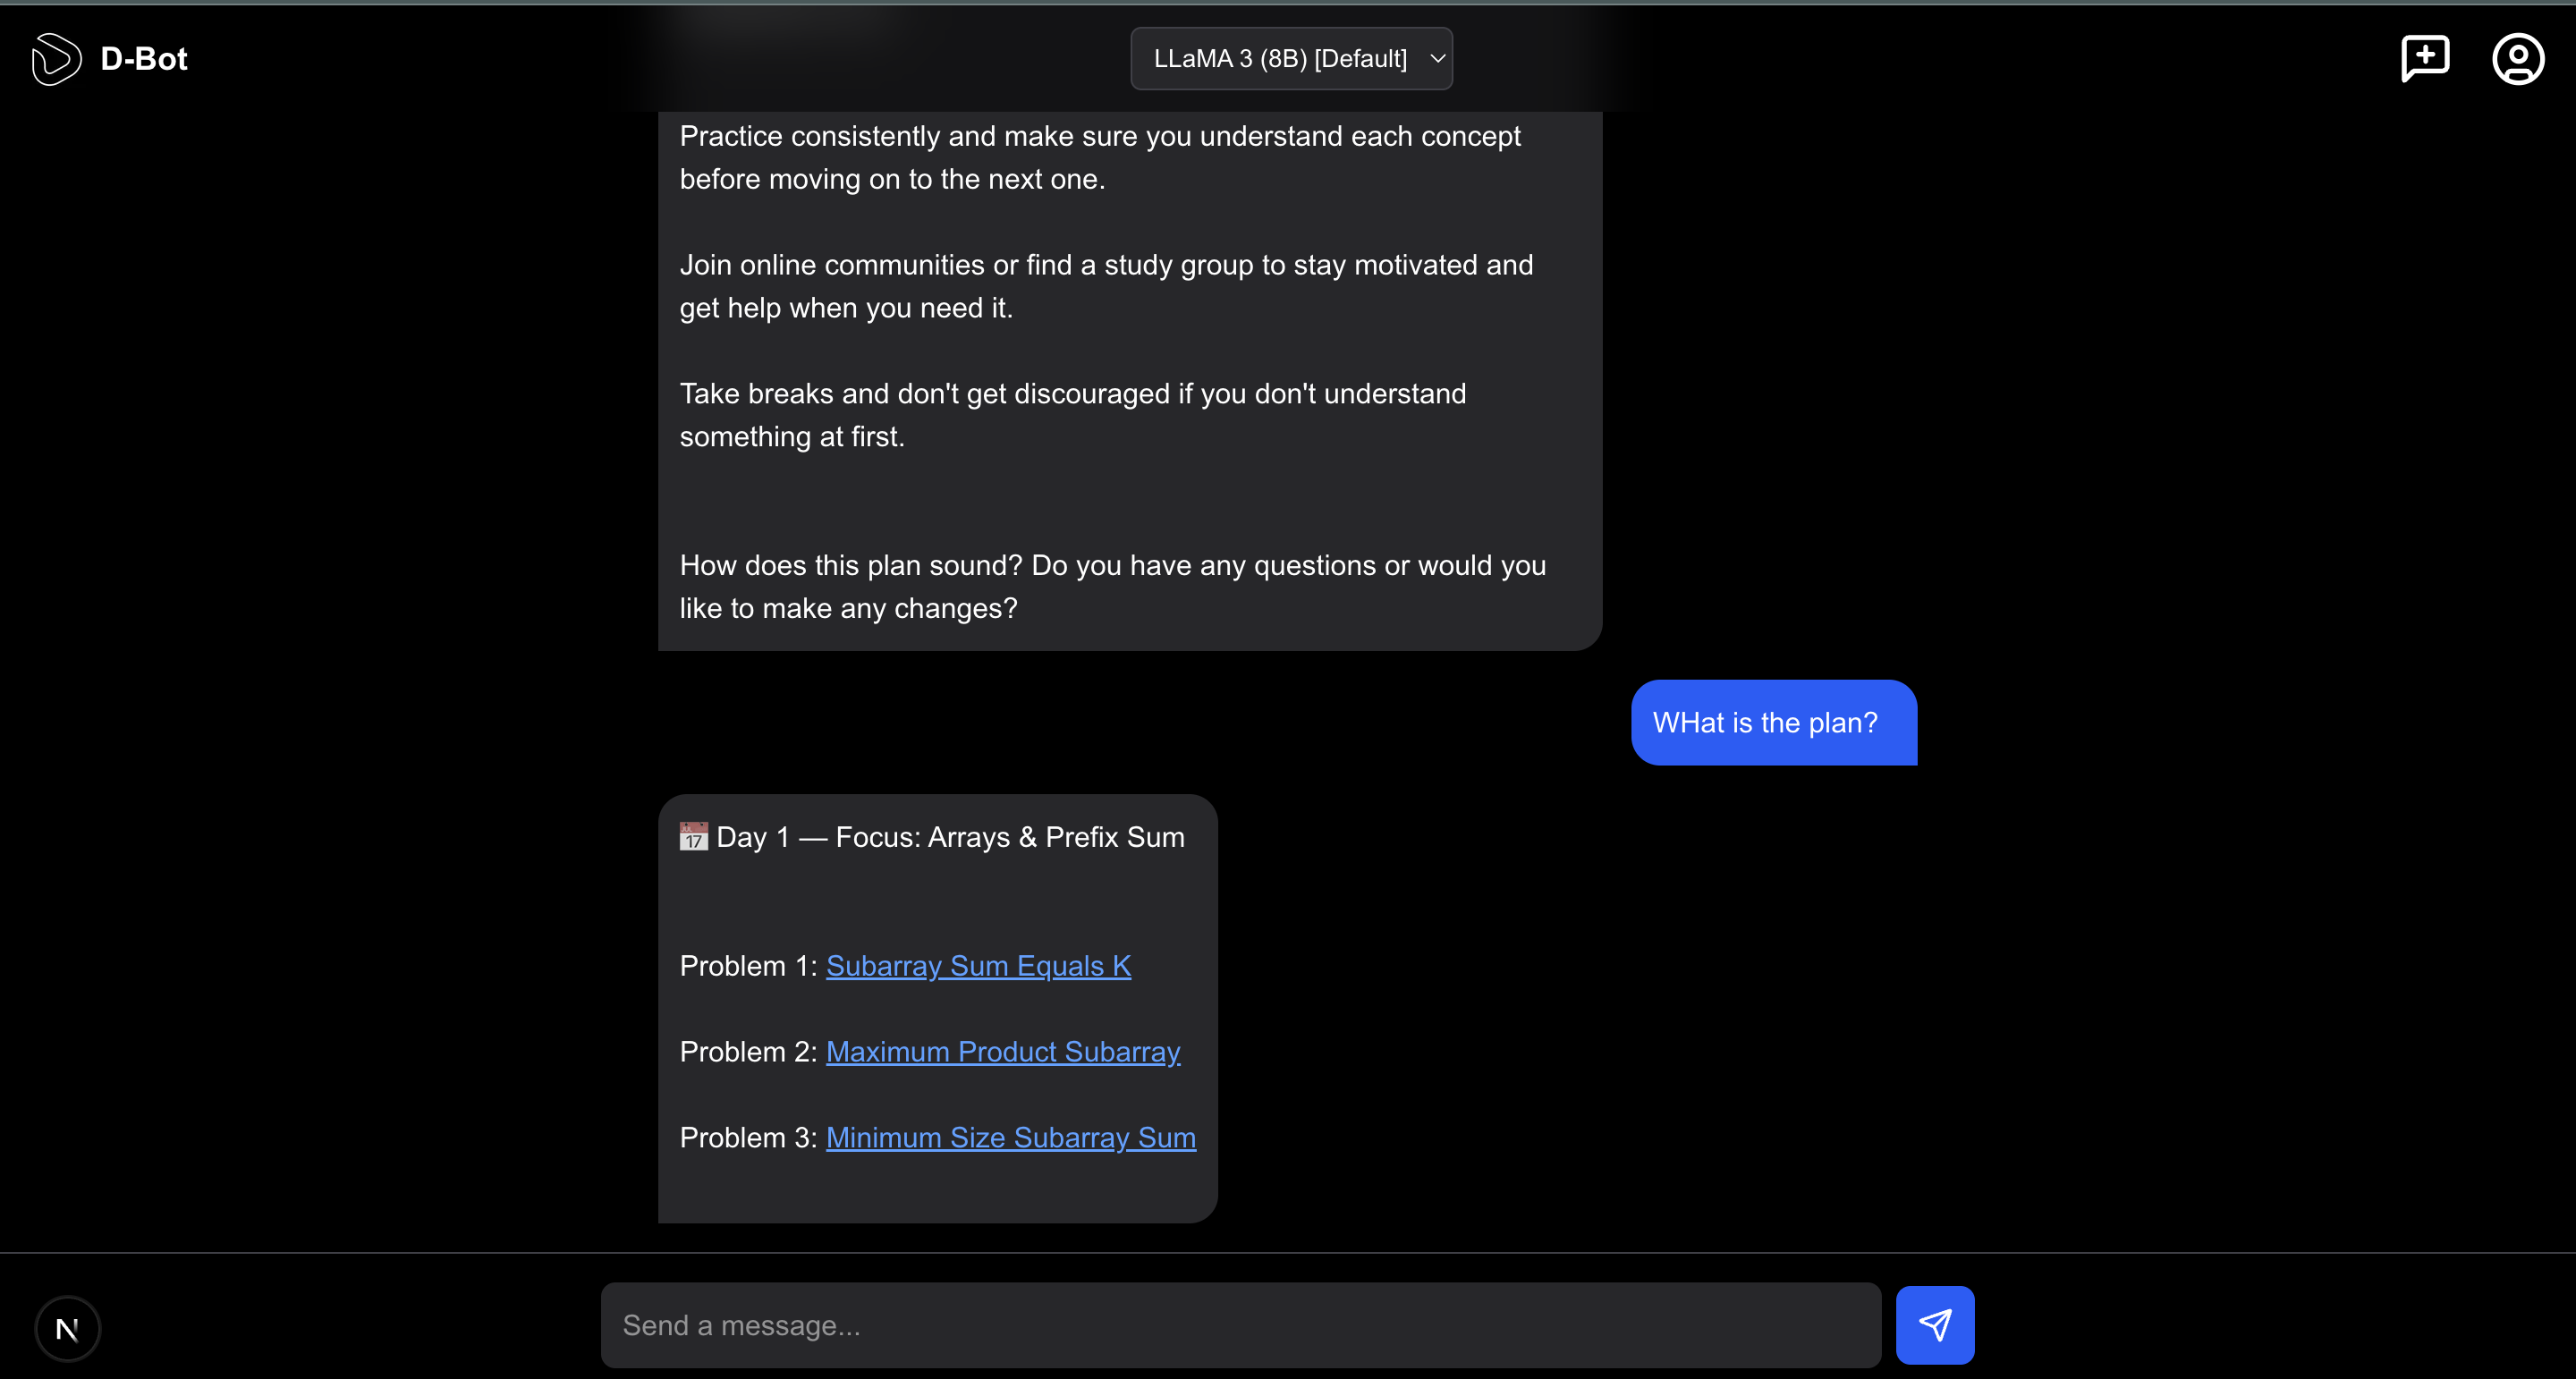 D-Bot
LLaMA 3 (8B) [Default]
Practice consistently and make sure you understand each concept
before moving on to the next one.
Join online communities or find a study group to stay motivated and
get help when you need it.
Take breaks and don't get discouraged if you don't understand
something at first.
How does this plan sound? Do you have any questions or would you
like to make any changes?
WHat is the plan?
📅 Day 1 — Focus: Arrays & Prefix Sum
Problem 1: Subarray Sum Equals K
Problem 2: Maximum Product Subarray
Problem 3: Minimum Size Subarray Sum
Send a message...
N